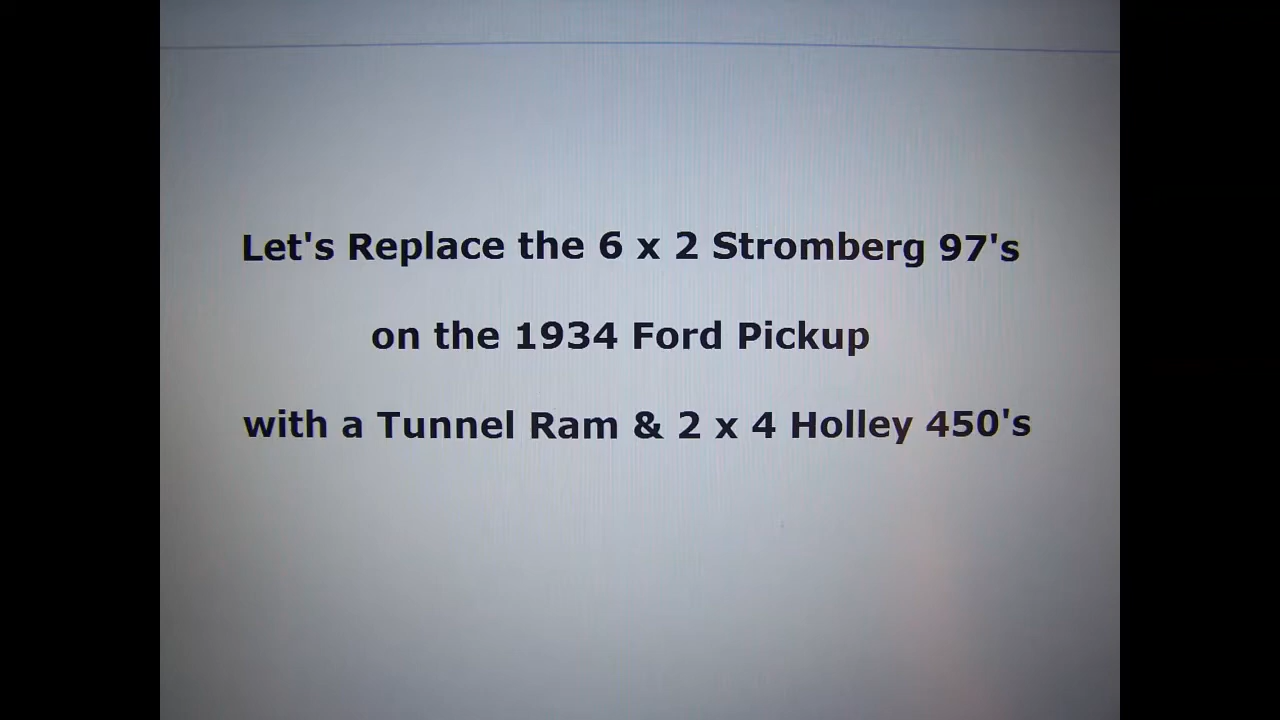 Let's Replace the 6 x 2 Stromberg 97's
on the 1934 Ford Pickup
with a Tunnel Ram & 2 x 4 Holley 450's